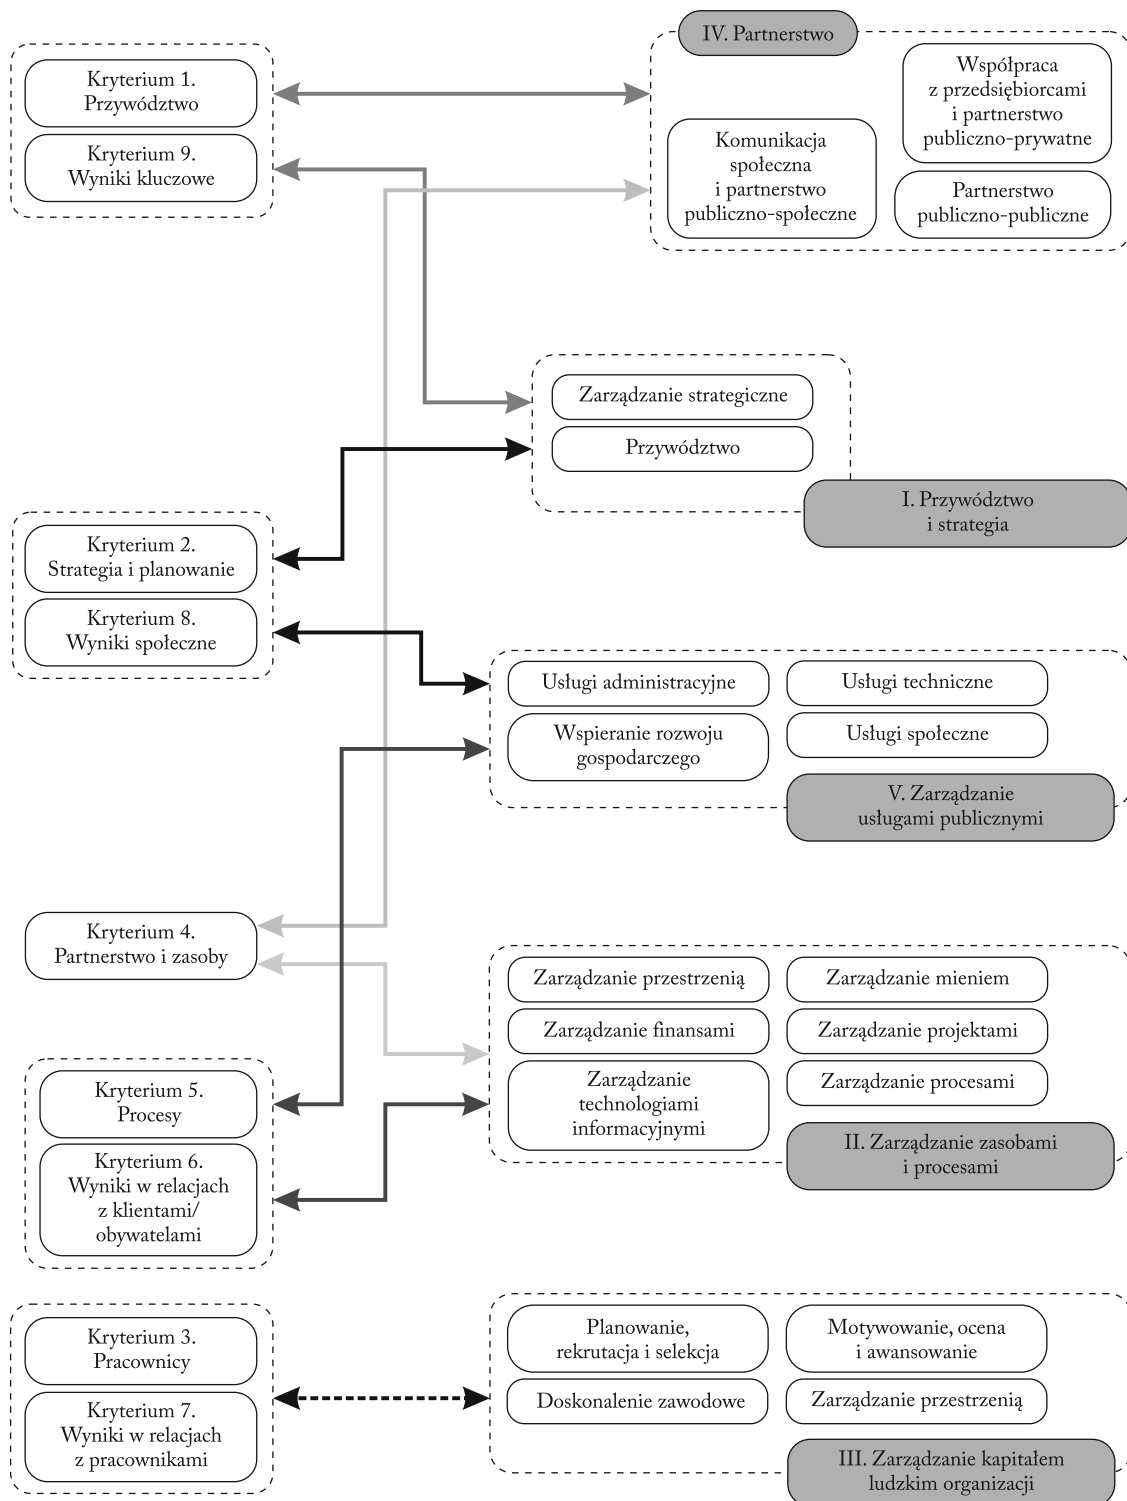 IV. Partnerstwo
Kryterium 1.
Przywództwo
Kryterium 9.
Wyniki kluczowe
Współpraca
z przedsiębiorcami
i partnerstwo
publiczno-prywatne
Komunikacja
społeczna
i partnerstwo
publiczno-społeczne
Partnerstwo
publiczno-publiczne
Zarządzanie strategiczne
Przywództwo
I. Przywództwo
i strategia
Kryterium 2.
Strategia i planowanie
Kryterium 8.
Wyniki społeczne
Usługi administracyjne
Usługi techniczne
Wspieranie rozwoju
gospodarczego
Usługi społeczne
V. Zarządzanie
usługami publicznymi
Kryterium 4.
Partnerstwo i zasoby
Zarządzanie przestrzenią
Zarządzanie mieniem
Zarządzanie finansami
Zarządzanie projektami
Zarządzanie
technologiami
informacyjnymi
Zarządzanie procesami
II. Zarządzanie zasobami
i procesami
Kryterium 5.
Procesy
Kryterium 6.
Wyniki w relacjach
z klientami/
obywatelami
Kryterium 3.
Pracownicy
Kryterium 7.
Wyniki w relacjach
z pracownikami
Planowanie,
rekrutacja i selekcja
Motywowanie, ocena
i awansowanie
Doskonalenie zawodowe
Zarządzanie przestrzenią
III. Zarządzanie kapitałem
ludzkim organizacji